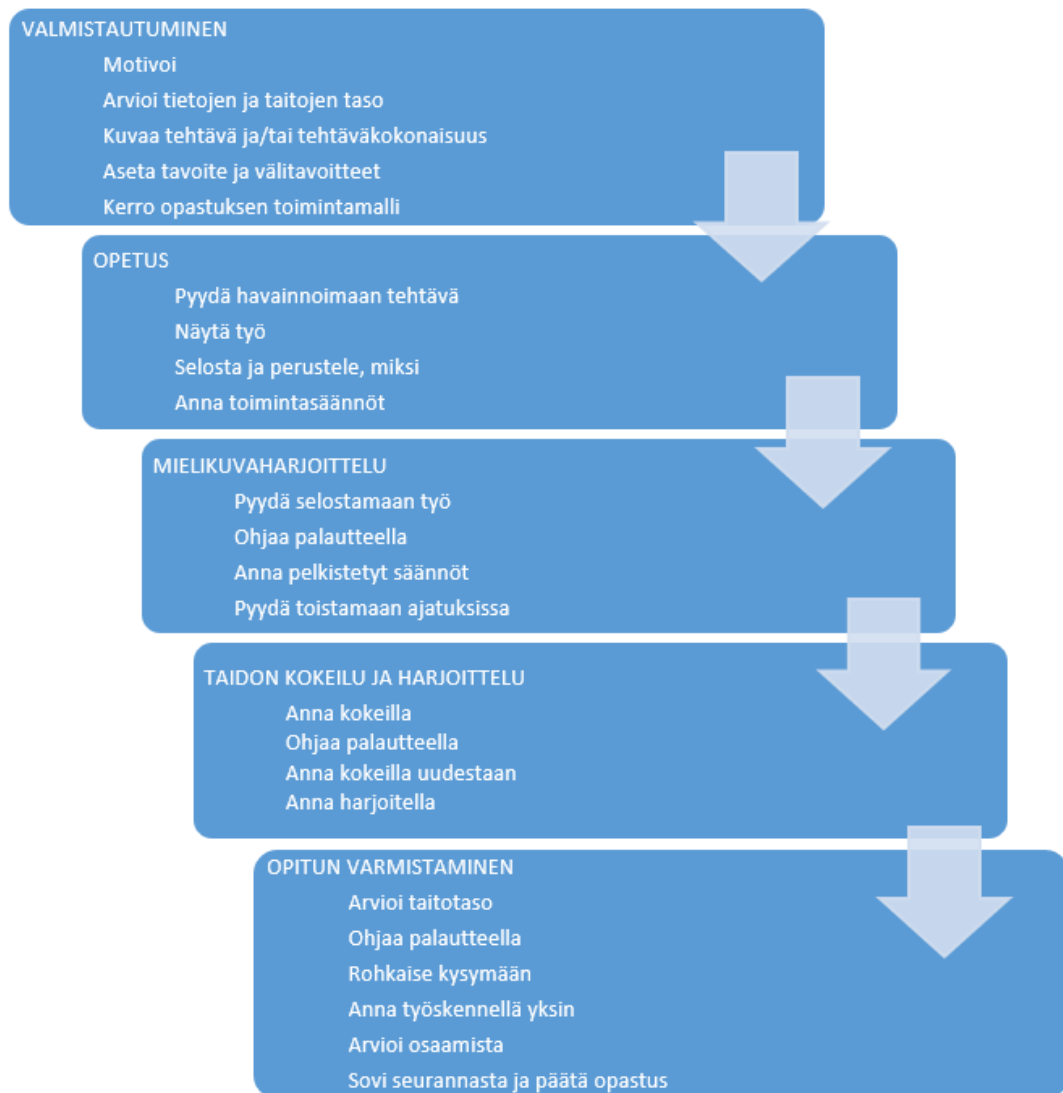 VALMISTAUTUMINEN
Motivoi
Arvioi tietojen ja taitojen taso
Kuvaa tehtävä ja/tai tehtäväkokonaisuus
Aseta tavoite ja välitavoitteet
Kerro opastuksen toimintamalli
OPETUS
Pyydä havainnoimaan tehtävä
Näytä työ
Selosta ja perustele, miksi
Anna toimintasäännöt
MIELIKUVAHARJOITTELU
Pyydä selostamaan työ
Ohjaa palautteella
Anna pelkistetyt säännöt
Pyydä toistamaan ajatuksissa
TAIDON KOKEILU JA HARJOITTELU
Anna kokeilla
Ohjaa palautteella
Anna kokeilla uudestaan
Anna harjoitella
OPITUN VARMISTAMINEN
Arvioi taitotaso
Ohjaa palautteella
Rohkaise kysymään
Anna työskennellä yksin
Arvioi osaamista
Sovi seurannasta ja päätä opastus